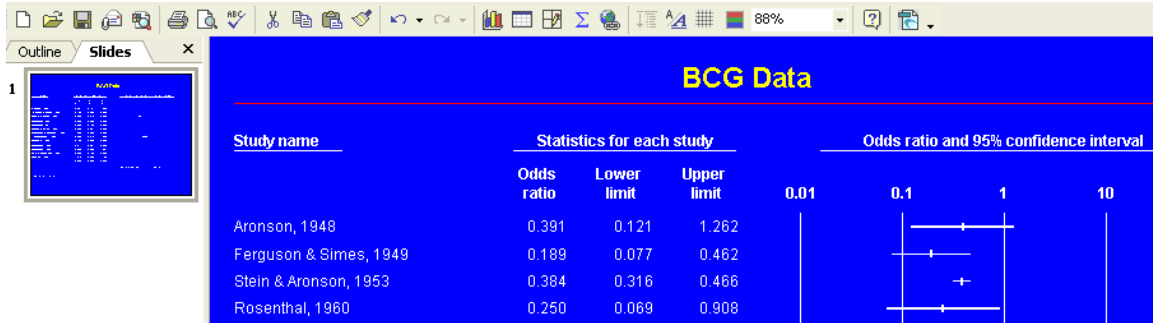 88%
Outline Slides ×
1
BCG Data
Study name Statistics for each study Odds ratio and 95% confidence interval
Odds ratio Lower limit Upper limit 0.01 0.1 1 10
Aronson, 1948 0.391 0.121 1.262
Ferguson & Simes, 1949 0.189 0.077 0.462
Stein & Aronson, 1953 0.384 0.316 0.466
Rosenthal, 1960 0.250 0.069 0.908